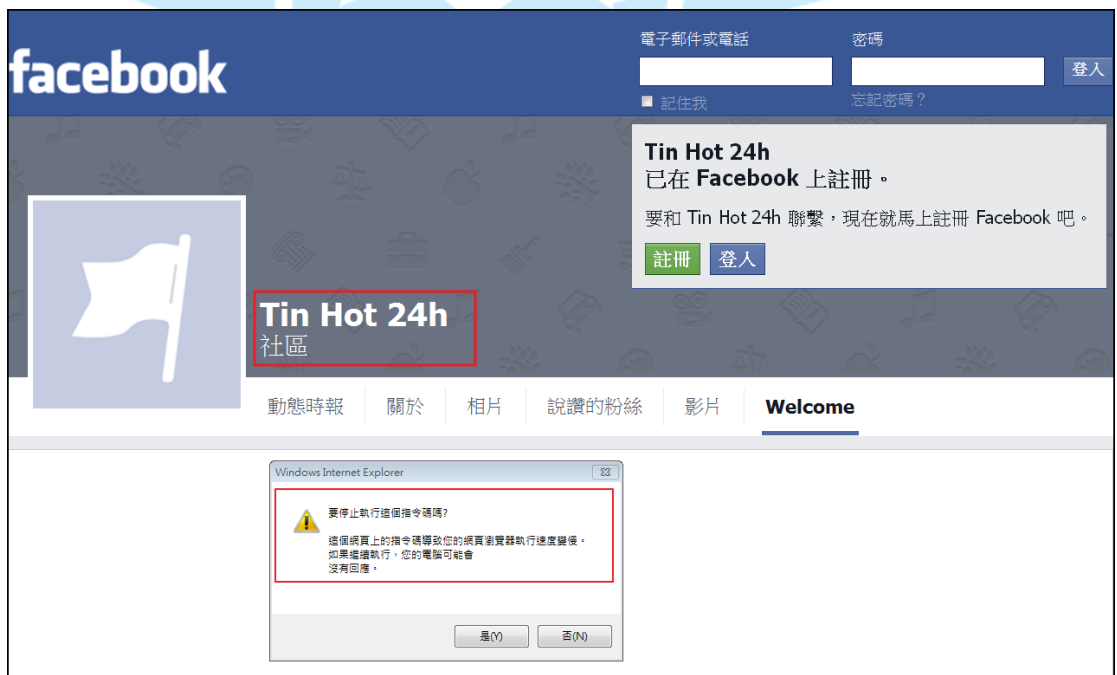 facebook
電子郵件或電話
密碼
登入
記住我
忘記密碼？
Tin Hot 24h
已在 Facebook 上註冊。
要和 Tin Hot 24h 聯繫，現在就馬上註冊 Facebook 吧。
註冊
登入
Tin Hot 24h
社區
動態時報
關於
相片
說讚的粉絲
影片
Welcome
Windows Internet Explorer
要停止執行這個指令碼嗎?
這個網頁上的指令碼導致您的網頁瀏覽器執行速度變慢。
如果繼續執行，您的電腦可能會
沒有回應。
是(Y)
否(N)